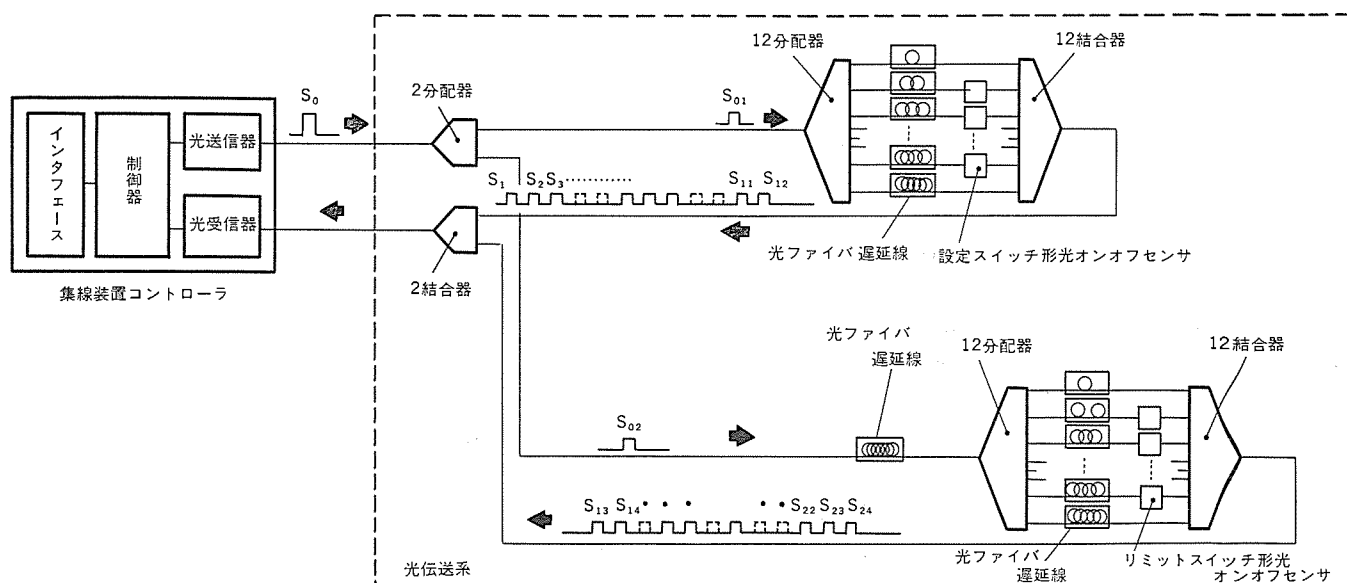 インタフェース
制御器
光送信器
光受信器
集線装置コントローラ
S₀
2分配器
2結合器
S₀₁
12分配器
12結合器
S₁ S₂ S₃ ............ S₁₁ S₁₂
光ファイバ遅延線
設定スイッチ形光オンオフセンサ
光ファイバ
遅延線
12分配器
12結合器
S₀₂
S₁₃ S₁₄ • • • • • S₂₂ S₂₃ S₂₄
光ファイバ
遅延線
リミットスイッチ形光
オンオフセンサ
光伝送系